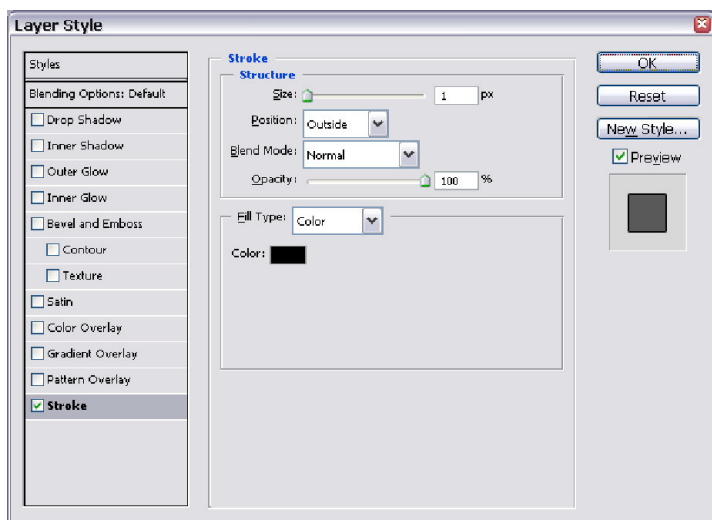 Layer Style
Styles
Blending Options: Default
Drop Shadow
Inner Shadow
Outer Glow
Inner Glow
Bevel and Emboss
Contour
Texture
Satin
Color Overlay
Gradient Overlay
Pattern Overlay
Stroke
Stroke
Structure
Size: 1 px
Position: Outside
Blend Mode: Normal
Opacity: 100 %
Fill Type: Color
Color:
OK
Reset
New Style...
Preview